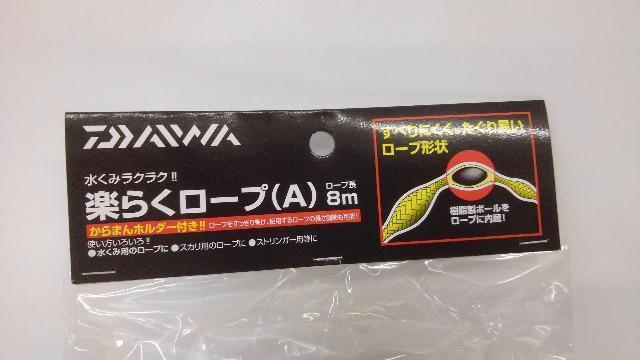 DAIWA
水くみラクラク!!
楽らくロープ(A) ロープ長 8m
からまんホルダー付き!! ロープをすっきり巻け、使用するロープの長さ調節も可能!
使い方いろいろ!!
●水くみ用のロープに ●スカリ用のロープに ●ストリンガー用等に
すべりにくく、たぐり易い
ロープ形状
樹脂製ボールを
ロープに内蔵!